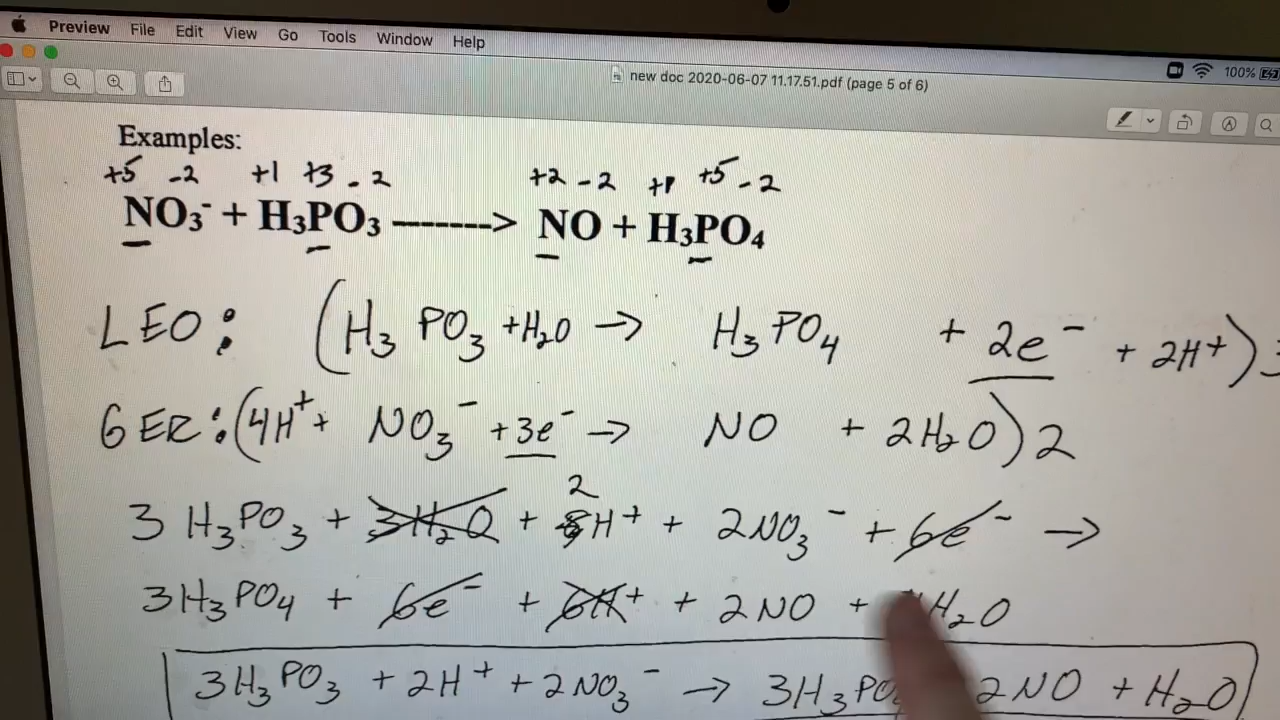 Preview File Edit View Go Tools Window Help
100%
new doc 2020-06-07 11.17.51.pdf (page 5 of 6)
Examples:
+5 -2 +1 +3 -2 +2 -2 +1 +5 -2
NO₃⁻ + H₃PO₃ -------> NO + H₃PO₄
LEO: (H₃PO₃ + H₂O → H₃PO₄ + 2e⁻ + 2H⁺)3
GER: (4H⁺ + NO₃⁻ + 3e⁻ → NO + 2H₂O)2
2
3H₃PO₃ + 3H₂O + 8H⁺ + 2NO₃⁻ + 6e⁻ →
3H₃PO₄ + 6e⁻ + 6H⁺ + 2NO + H₂O
3H₃PO₃ + 2H⁺ + 2NO₃⁻ → 3H₃PO 2NO + H₂O